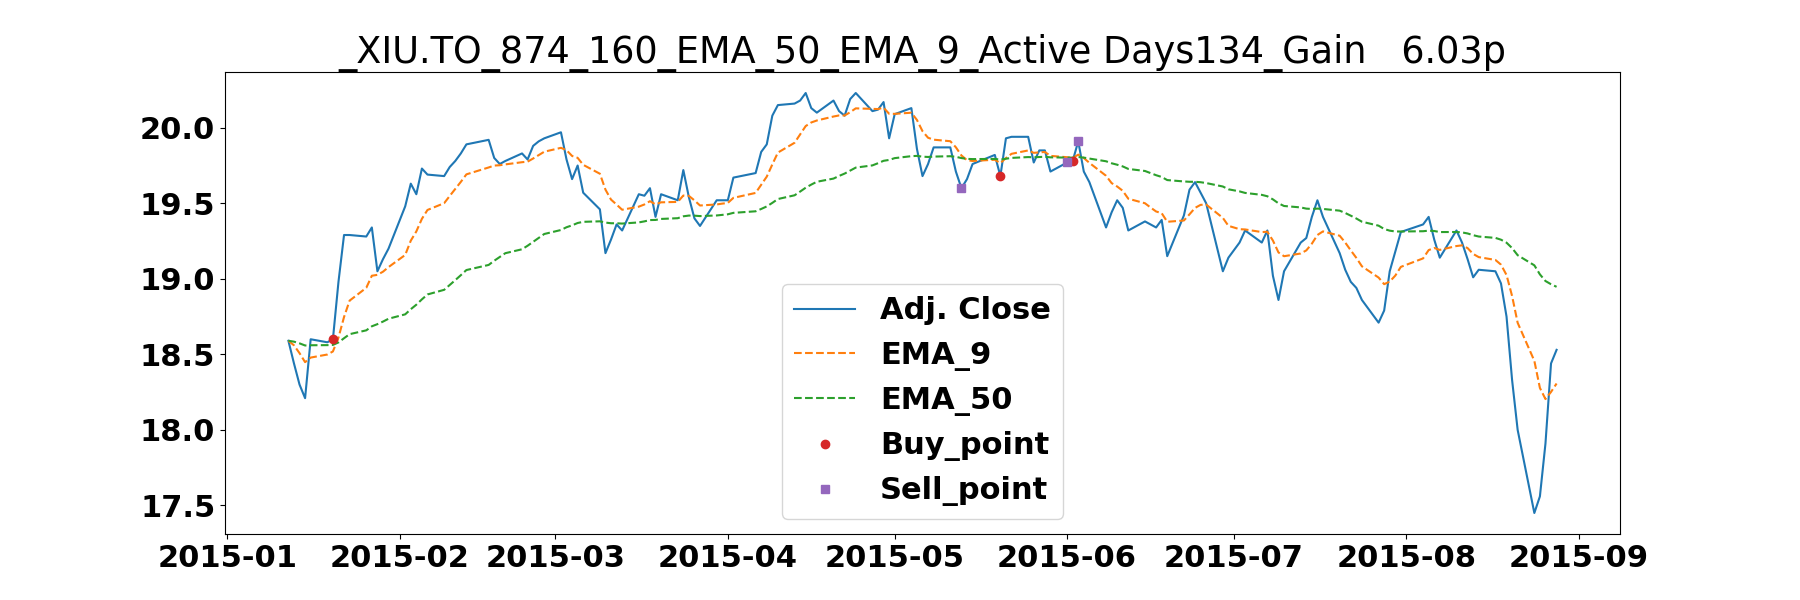 _XIU.TO_874_160_EMA_50_EMA_9_Active Days134_Gain   6.03p
20.0
19.5
19.0
18.5
18.0
17.5
Adj. Close
EMA_9
EMA_50
Buy_point
Sell_point
2015-01 2015-02 2015-03 2015-04 2015-05 2015-06 2015-07 2015-08 2015-09